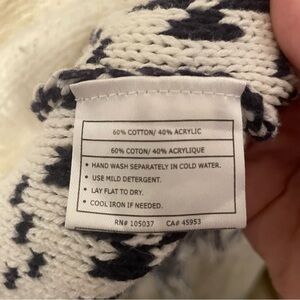 60% COTTON/ 40% ACRYLIC
60% COTON/ 40% ACRYLIQUE
• HAND WASH SEPARATELY IN COLD WATER.
• USE MILD DETERGENT.
• LAY FLAT TO DRY.
• COOL IRON IF NEEDED.
RN# 105037 CA# 45953